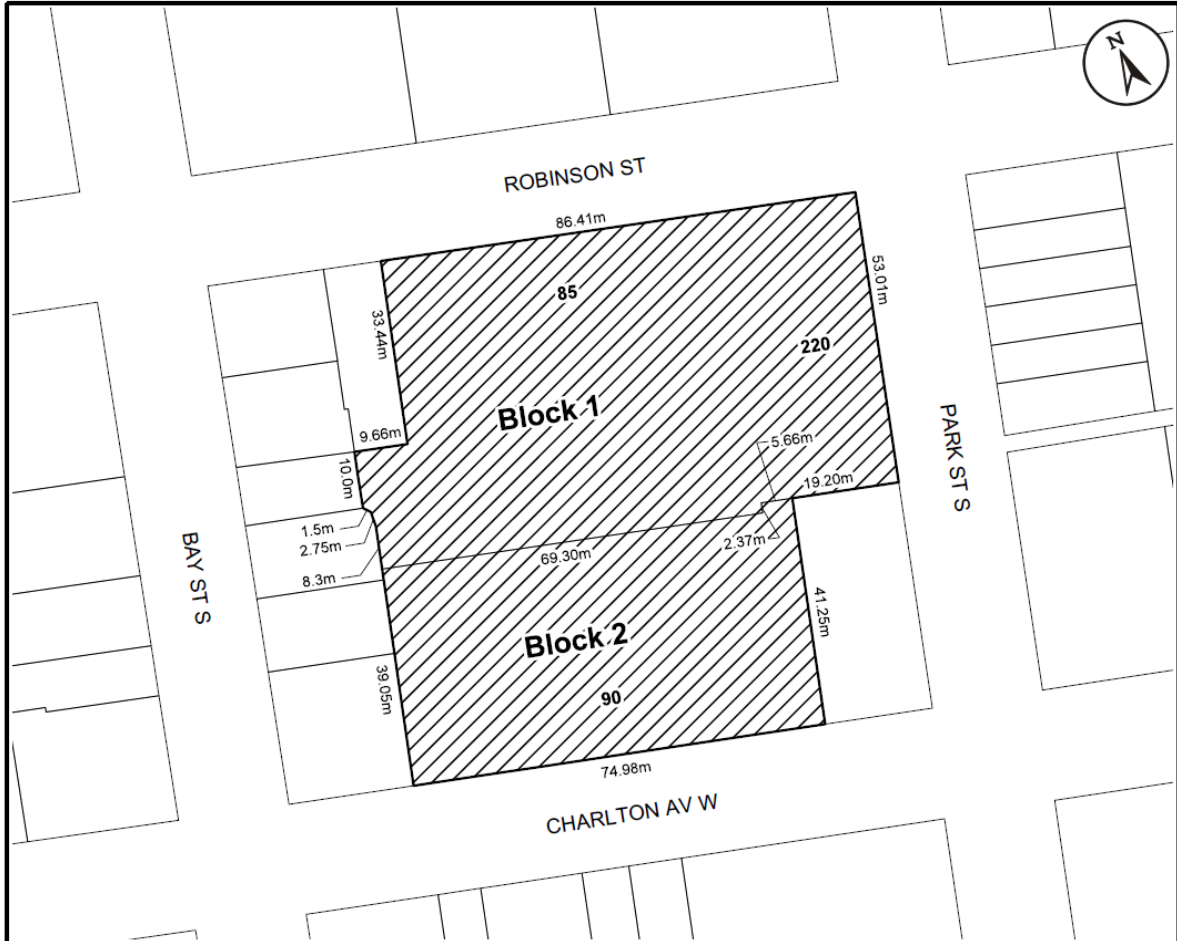 N
ROBINSON ST
86.41m
85
53.01m
33.44m
220
Block 1
9.66m
5.66m
10.0m
19.20m
PARK ST S
1.5m
2.75m
2.37m
69.30m
8.3m
BAY ST S
41.25m
Block 2
39.05m
90
74.98m
CHARLTON AV W